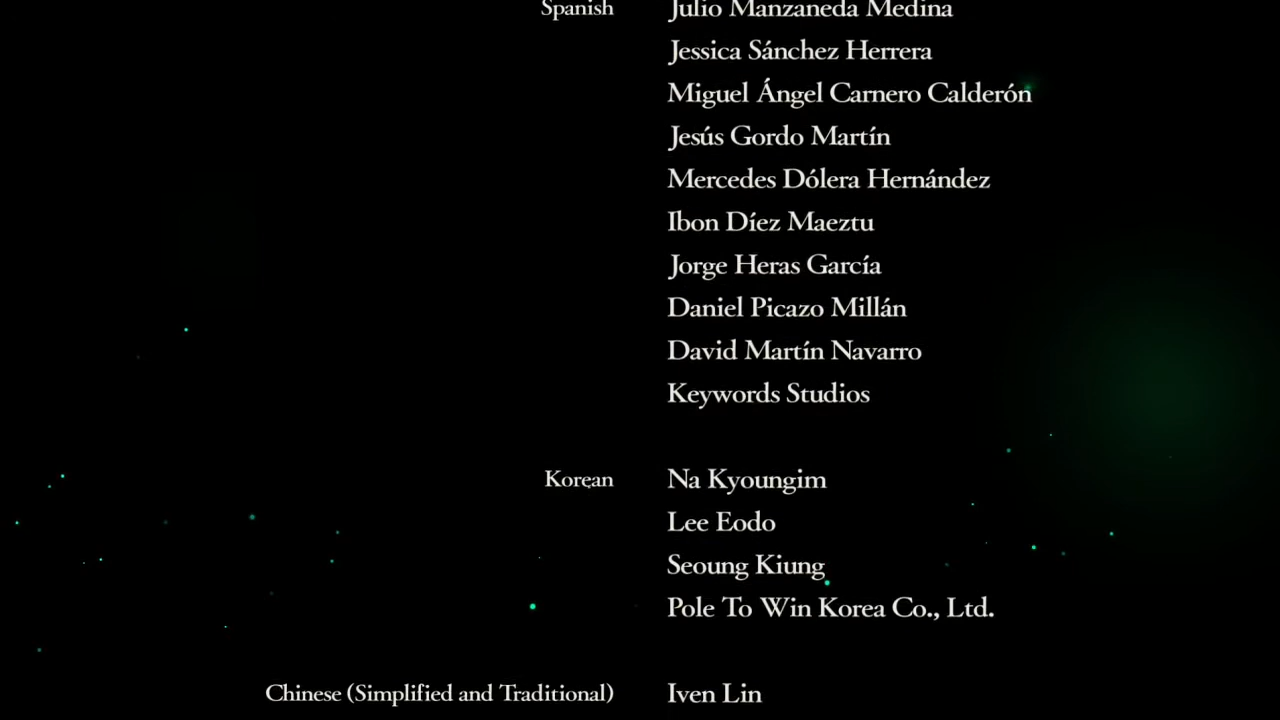 Spanish Julio Manzaneda Medina
Jessica Sánchez Herrera
Miguel Ángel Carnero Calderón
Jesús Gordo Martín
Mercedes Dólera Hernández
Ibon Díez Maeztu
Jorge Heras García
Daniel Picazo Millán
David Martín Navarro
Keywords Studios
Korean Na Kyoungim
Lee Eodo
Seoung Kiung
Pole To Win Korea Co., Ltd.
Chinese (Simplified and Traditional) Iven Lin